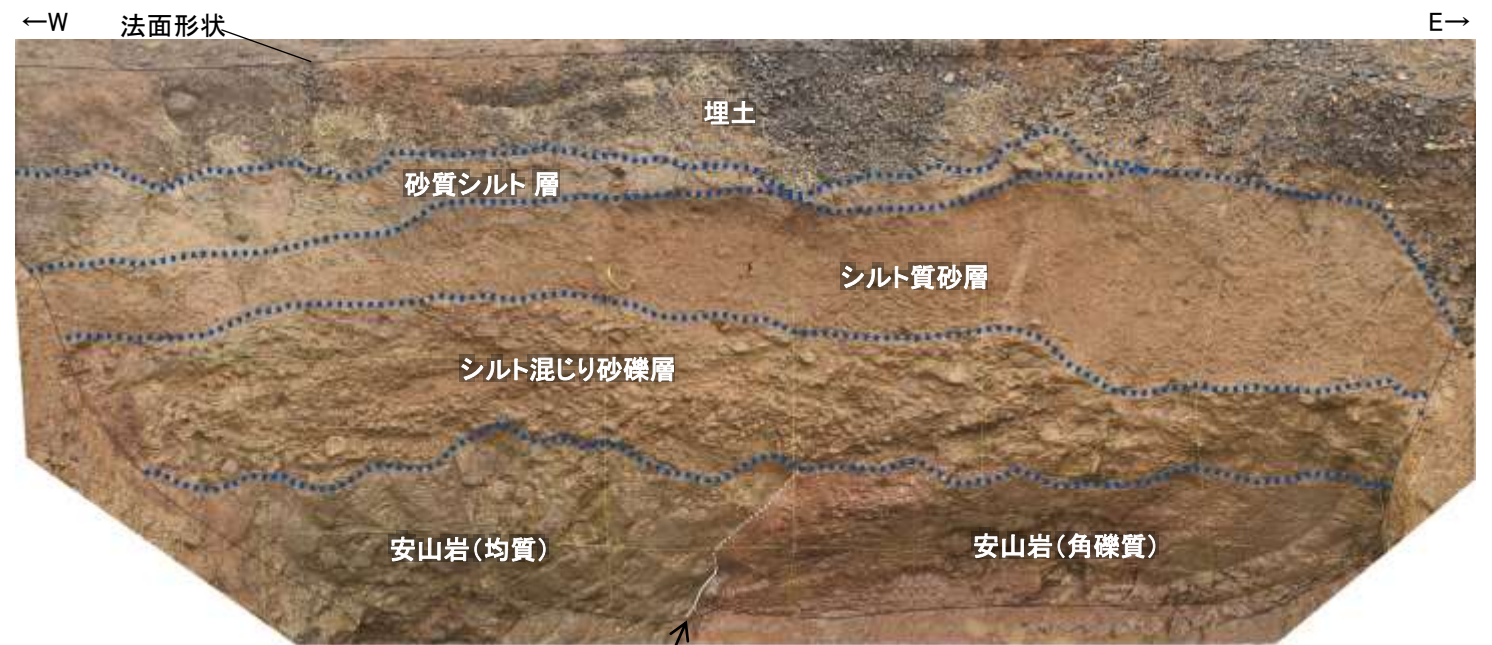 ←W
法面形状
E→
埋土
砂質シルト 層
シルト質砂層
シルト混じり砂礫層
安山岩(均質)
安山岩(角礫質)